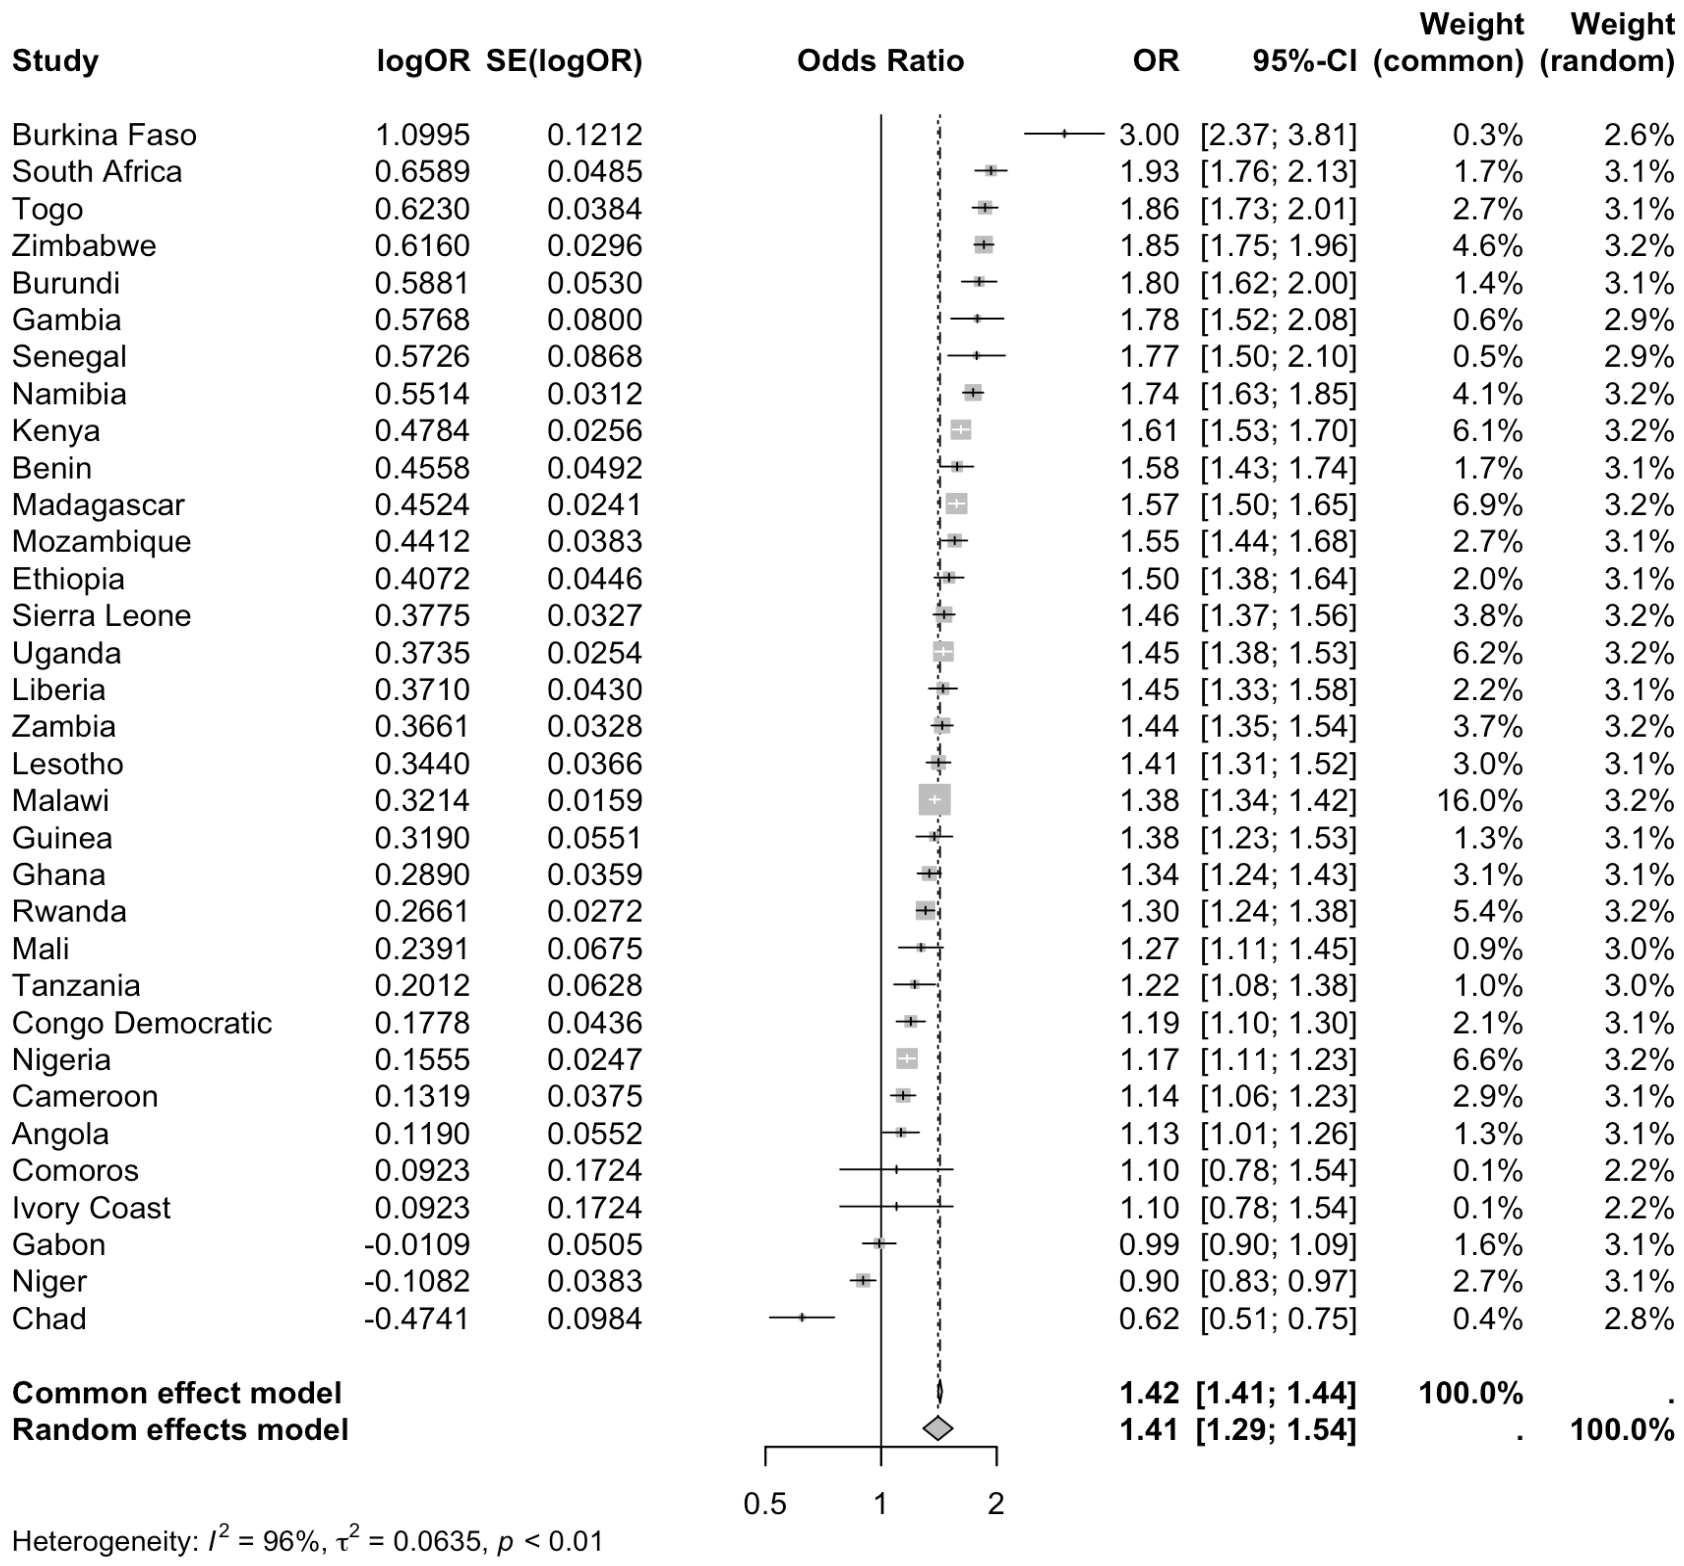 Weight Weight
Study logOR SE(logOR) Odds Ratio OR 95%-CI (common) (random)
Burkina Faso 1.0995 0.1212 3.00 [2.37; 3.81] 0.3% 2.6%
South Africa 0.6589 0.0485 1.93 [1.76; 2.13] 1.7% 3.1%
Togo 0.6230 0.0384 1.86 [1.73; 2.01] 2.7% 3.1%
Zimbabwe 0.6160 0.0296 1.85 [1.75; 1.96] 4.6% 3.2%
Burundi 0.5881 0.0530 1.80 [1.62; 2.00] 1.4% 3.1%
Gambia 0.5768 0.0800 1.78 [1.52; 2.08] 0.6% 2.9%
Senegal 0.5726 0.0868 1.77 [1.50; 2.10] 0.5% 2.9%
Namibia 0.5514 0.0312 1.74 [1.63; 1.85] 4.1% 3.2%
Kenya 0.4784 0.0256 1.61 [1.53; 1.70] 6.1% 3.2%
Benin 0.4558 0.0492 1.58 [1.43; 1.74] 1.7% 3.1%
Madagascar 0.4524 0.0241 1.57 [1.50; 1.65] 6.9% 3.2%
Mozambique 0.4412 0.0383 1.55 [1.44; 1.68] 2.7% 3.1%
Ethiopia 0.4072 0.0446 1.50 [1.38; 1.64] 2.0% 3.1%
Sierra Leone 0.3775 0.0327 1.46 [1.37; 1.56] 3.8% 3.2%
Uganda 0.3735 0.0254 1.45 [1.38; 1.53] 6.2% 3.2%
Liberia 0.3710 0.0430 1.45 [1.33; 1.58] 2.2% 3.1%
Zambia 0.3661 0.0328 1.44 [1.35; 1.54] 3.7% 3.2%
Lesotho 0.3440 0.0366 1.41 [1.31; 1.52] 3.0% 3.1%
Malawi 0.3214 0.0159 1.38 [1.34; 1.42] 16.0% 3.2%
Guinea 0.3190 0.0551 1.38 [1.23; 1.53] 1.3% 3.1%
Ghana 0.2890 0.0359 1.34 [1.24; 1.43] 3.1% 3.1%
Rwanda 0.2661 0.0272 1.30 [1.24; 1.38] 5.4% 3.2%
Mali 0.2391 0.0675 1.27 [1.11; 1.45] 0.9% 3.0%
Tanzania 0.2012 0.0628 1.22 [1.08; 1.38] 1.0% 3.0%
Congo Democratic 0.1778 0.0436 1.19 [1.10; 1.30] 2.1% 3.1%
Nigeria 0.1555 0.0247 1.17 [1.11; 1.23] 6.6% 3.2%
Cameroon 0.1319 0.0375 1.14 [1.06; 1.23] 2.9% 3.1%
Angola 0.1190 0.0552 1.13 [1.01; 1.26] 1.3% 3.1%
Comoros 0.0923 0.1724 1.10 [0.78; 1.54] 0.1% 2.2%
Ivory Coast 0.0923 0.1724 1.10 [0.78; 1.54] 0.1% 2.2%
Gabon -0.0109 0.0505 0.99 [0.90; 1.09] 1.6% 3.1%
Niger -0.1082 0.0383 0.90 [0.83; 0.97] 2.7% 3.1%
Chad -0.4741 0.0984 0.62 [0.51; 0.75] 0.4% 2.8%
Common effect model 1.42 [1.41; 1.44] 100.0% .
Random effects model 1.41 [1.29; 1.54] . 100.0%
0.5 1 2
Heterogeneity: I² = 96%, τ² = 0.0635, p < 0.01